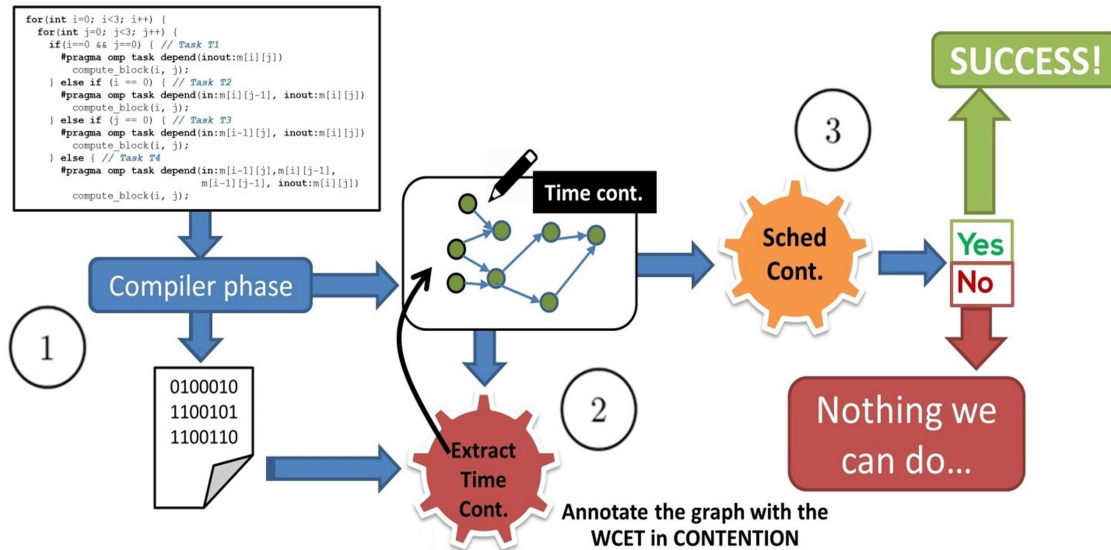 for(int i=0; i<3; i++) {
for(int j=0; j<3; j++) {
if(i==0 && j==0) { // Task T1
#pragma omp task depend(inout:m[i][j])
compute_block(i, j);
} else if (i == 0) { // Task T2
#pragma omp task depend(in:m[i][j-1], inout:m[i][j])
compute_block(i, j);
} else if (j == 0) { // Task T3
#pragma omp task depend(in:m[i-1][j], inout:m[i][j])
compute_block(i, j);
} else { // Task T4
#pragma omp task depend(in:m[i-1][j],m[i][j-1],
m[i-1][j-1], inout:m[i][j])
compute_block(i, j);
Compiler phase
1
0100010
1100101
1100110
Time cont.
Extract
Time
Cont.
2
Annotate the graph with the
WCET in CONTENTION
3
Sched
Cont.
Yes
No
SUCCESS!
Nothing we
can do...